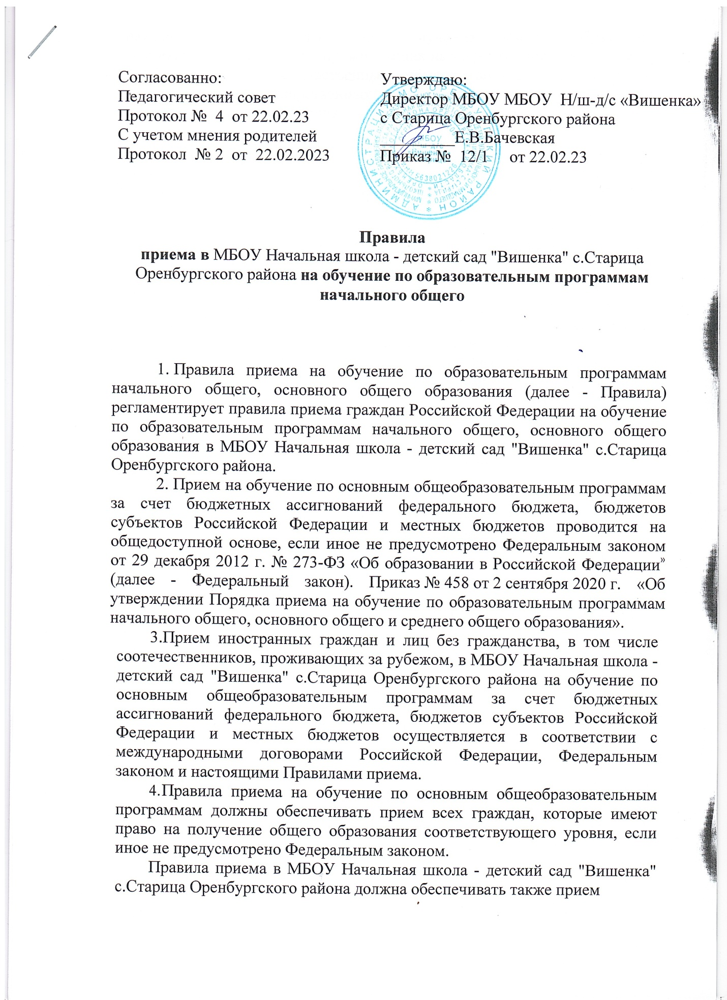 Согласованно:
Педагогический совет
Протокол № 4 от 22.02.23
С учетом мнения родителей
Протокол № 2 от 22.02.2023
Утверждаю:
Директор МБОУ МБОУ Н/ш-д/с «Вишенка»
с Старица Оренбургского района
_________Е.В.Бачевская
Приказ № 12/1 от 22.02.23
Правила
приема в МБОУ Начальная школа - детский сад "Вишенка" с.Старица
Оренбургского района на обучение по образовательным программам
начального общего
1. Правила приема на обучение по образовательным программам
начального общего, основного общего образования (далее - Правила)
регламентирует правила приема граждан Российской Федерации на обучение
по образовательным программам начального общего, основного общего
образования в МБОУ Начальная школа - детский сад "Вишенка" с.Старица
Оренбургского района.
2. Прием на обучение по основным общеобразовательным программам
за счет бюджетных ассигнований федерального бюджета, бюджетов
субъектов Российской Федерации и местных бюджетов проводится на
общедоступной основе, если иное не предусмотрено Федеральным законом
от 29 декабря 2012 г. № 273-ФЗ «Об образовании в Российской Федерации”
(далее - Федеральный закон). Приказ № 458 от 2 сентября 2020 г. «Об
утверждении Порядка приема на обучение по образовательным программам
начального общего, основного общего и среднего общего образования».
3.Прием иностранных граждан и лиц без гражданства, в том числе
соотечественников, проживающих за рубежом, в МБОУ Начальная школа -
детский сад "Вишенка" с.Старица Оренбургского района на обучение по
основным общеобразовательным программам за счет бюджетных
ассигнований федерального бюджета, бюджетов субъектов Российской
Федерации и местных бюджетов осуществляется в соответствии с
международными договорами Российской Федерации, Федеральным
законом и настоящими Правилами приема.
4.Правила приема на обучение по основным общеобразовательным
программам должны обеспечивать прием всех граждан, которые имеют
право на получение общего образования соответствующего уровня, если
иное не предусмотрено Федеральным законом.
Правила приема в МБОУ Начальная школа - детский сад "Вишенка"
с.Старица Оренбургского района должна обеспечивать также прием
АДМИНИСТРАЦИЯ МО ОРЕНБУРГСКИЙ РАЙОН
5638021226
МБОУ